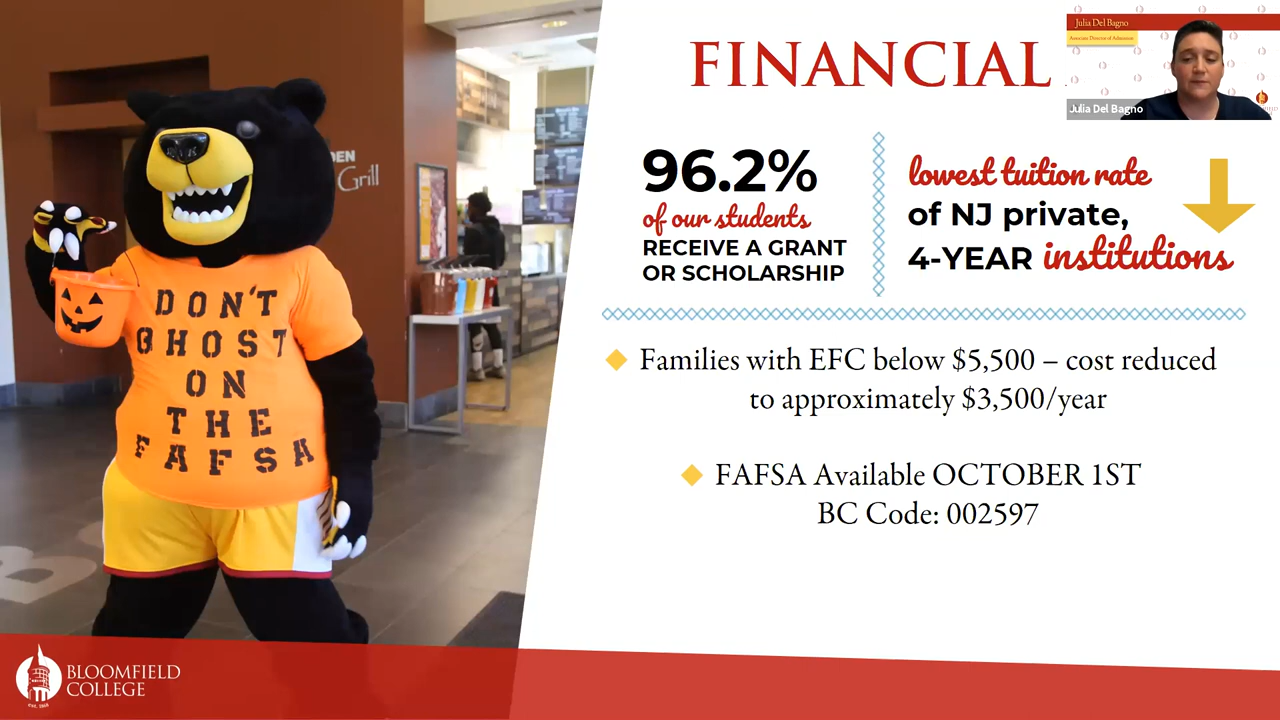 FINANCIAL
Julia Del Bagno
Associate Director of Admission
Julia Del Bagno
96.2%
of our students
RECEIVE A GRANT
OR SCHOLARSHIP
lowest tuition rate
of NJ private,
4-YEAR institutions
Families with EFC below $5,500 – cost reduced
to approximately $3,500/year
FAFSA Available OCTOBER 1ST
BC Code: 002597
Grill
DON'T
GHOST
ON
THE
FAFSA
BLOOMFIELD
COLLEGE
est. 1868